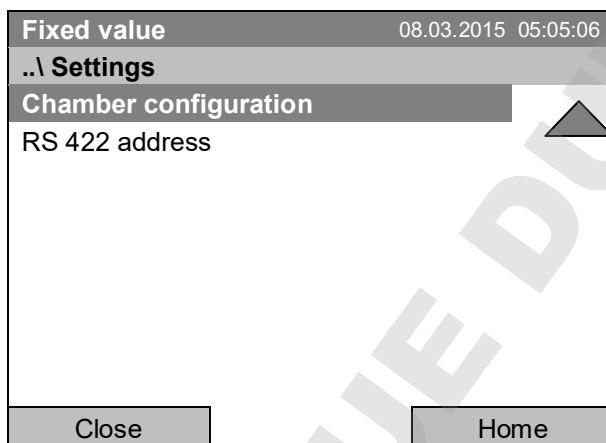 Fixed value 08.03.2015 05:05:06
..\ Settings
Chamber configuration
RS 422 address
Close Home